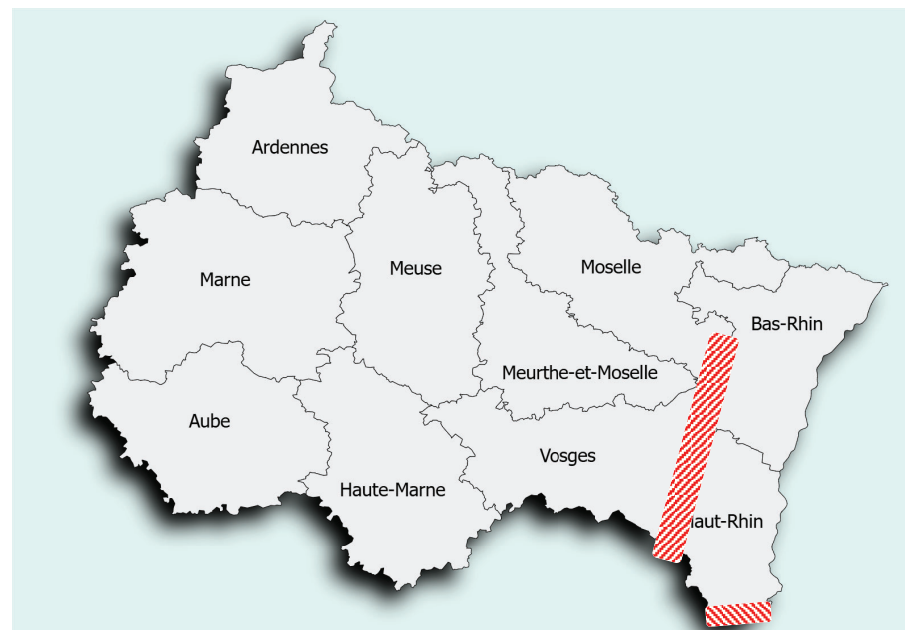 Ardennes
Marne
Meuse
Moselle
Bas-Rhin
Meurthe-et-Moselle
Aube
Vosges
Haute-Marne
aut-Rhin